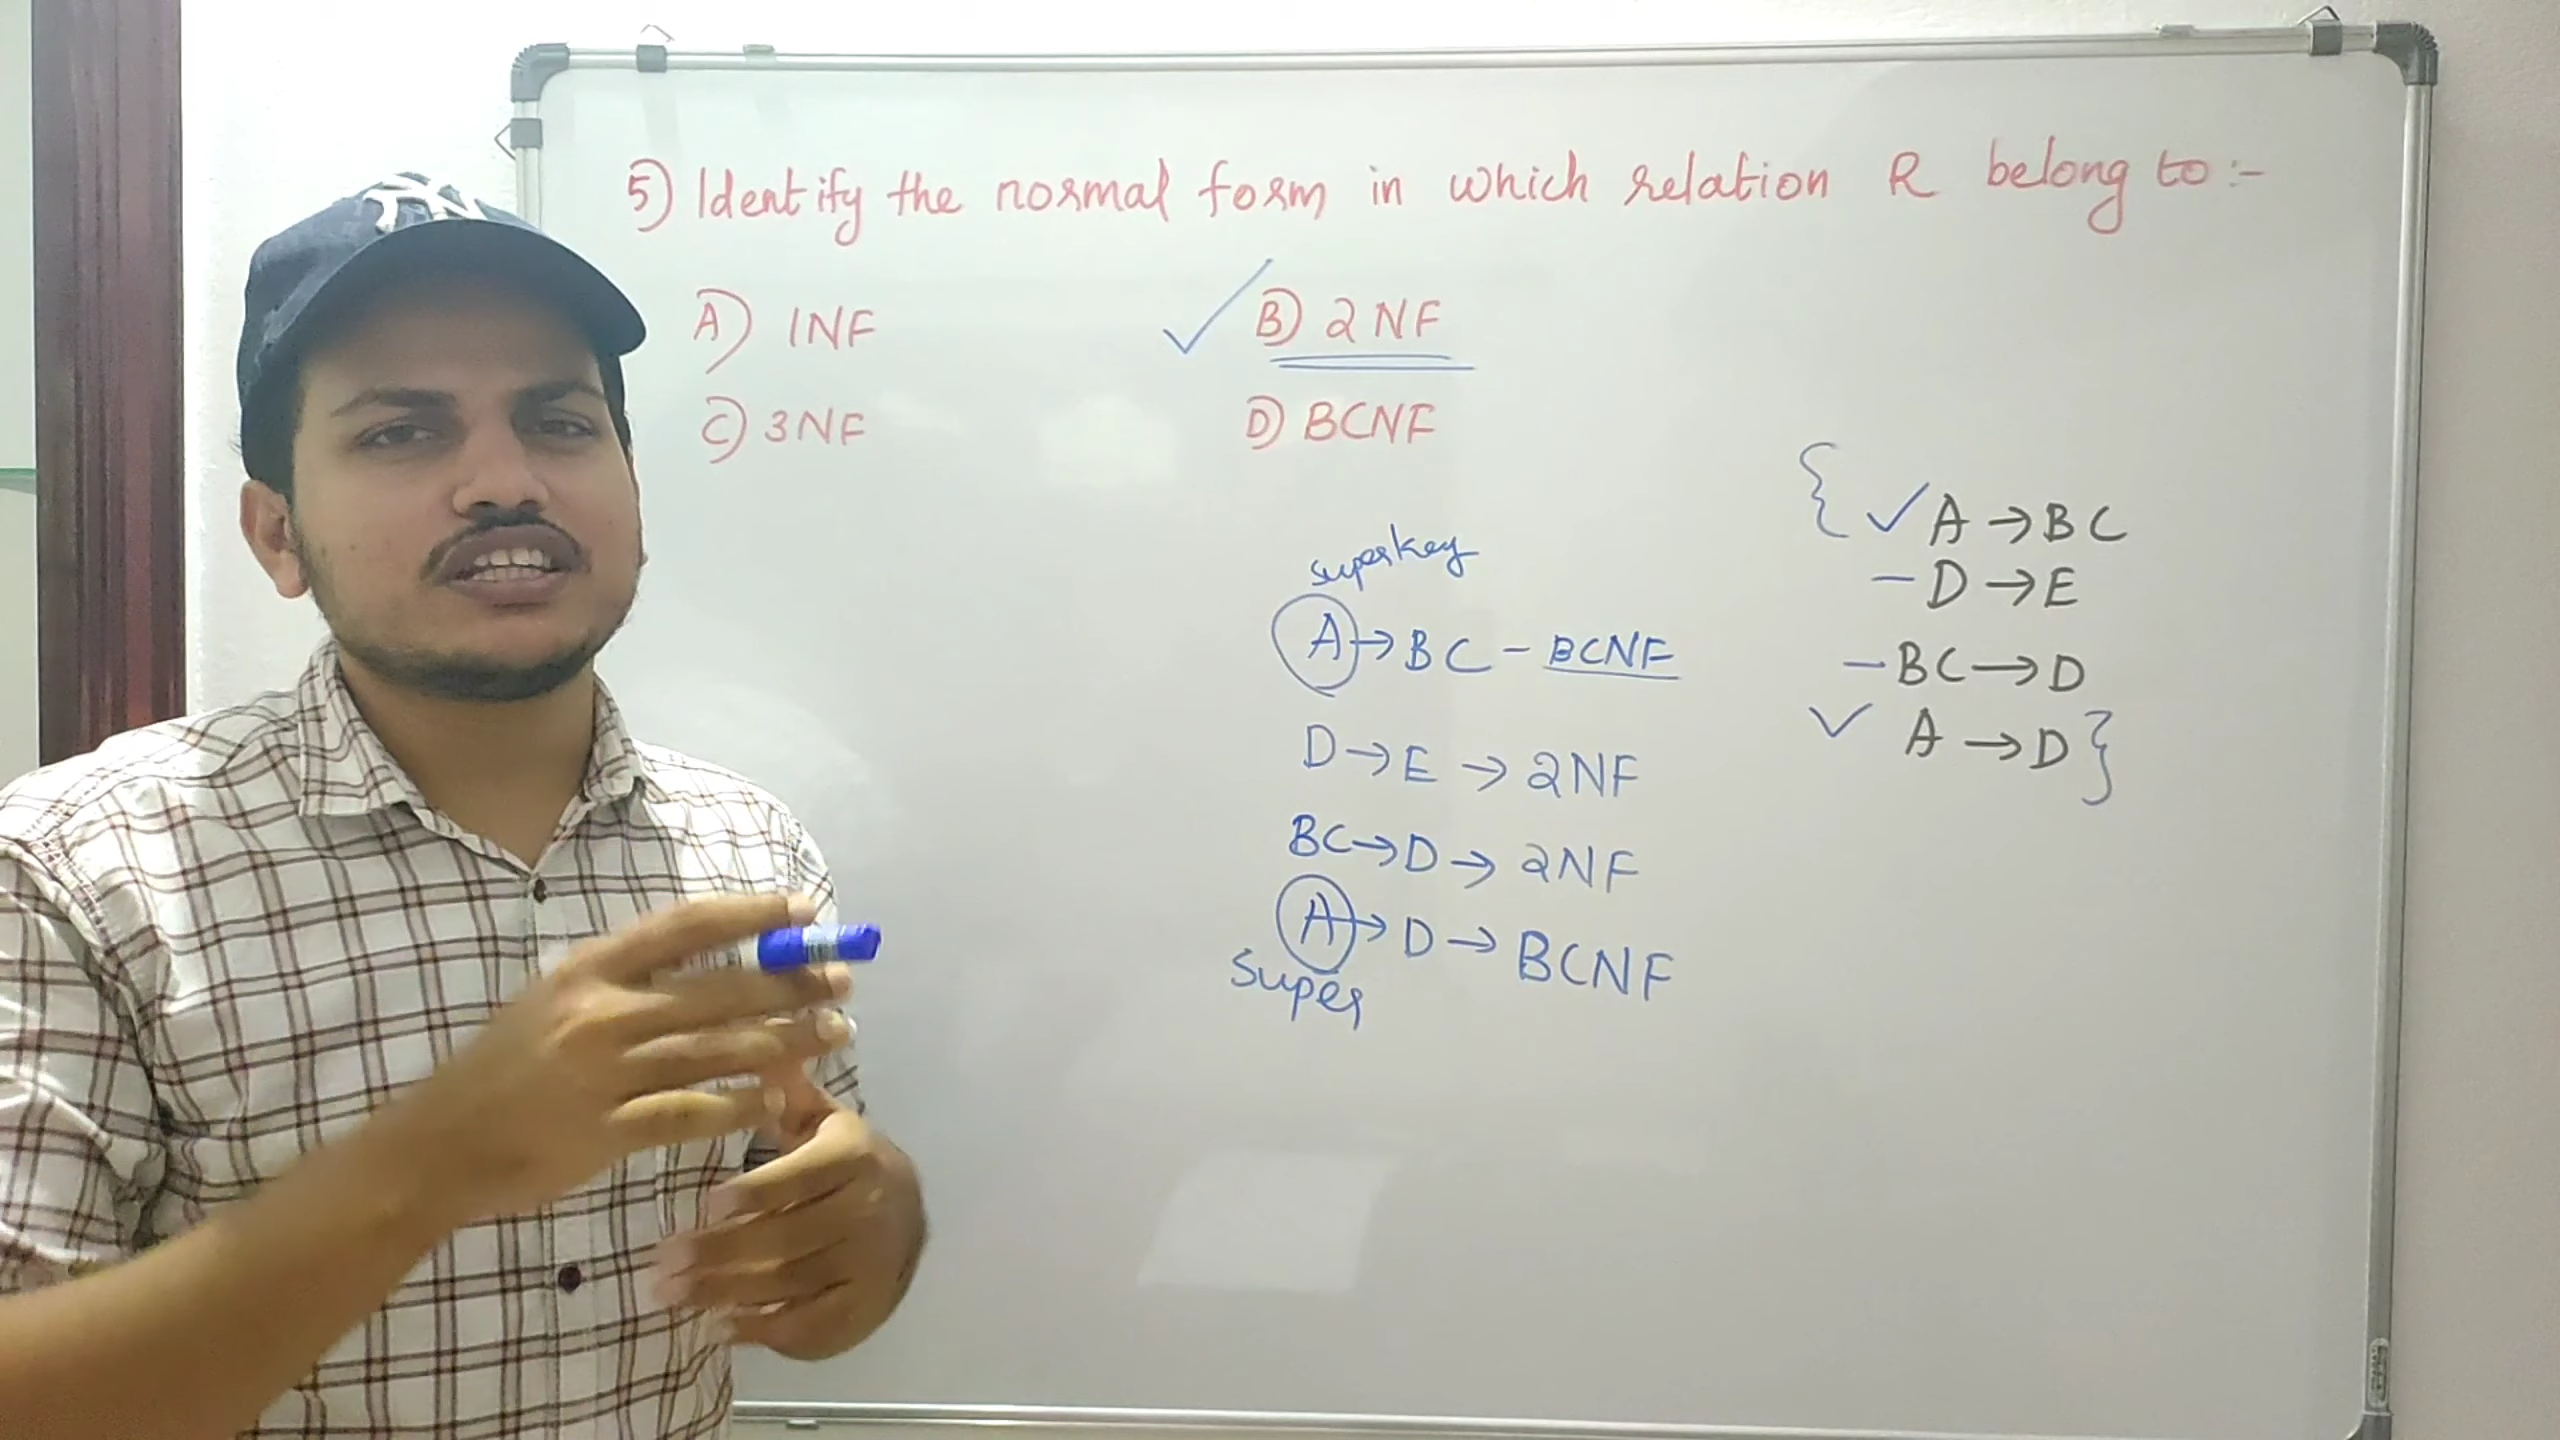 5) Identify the normal form in which relation R belong to :-
A) 1NF
B) 2NF
C) 3NF
D) BCNF
{ ✓ A → BC
- D → E
- BC → D
✓ A → D }
Superkey
A → BC - BCNF
D → E → 2NF
BC → D → 2NF
A → D → BCNF
Super